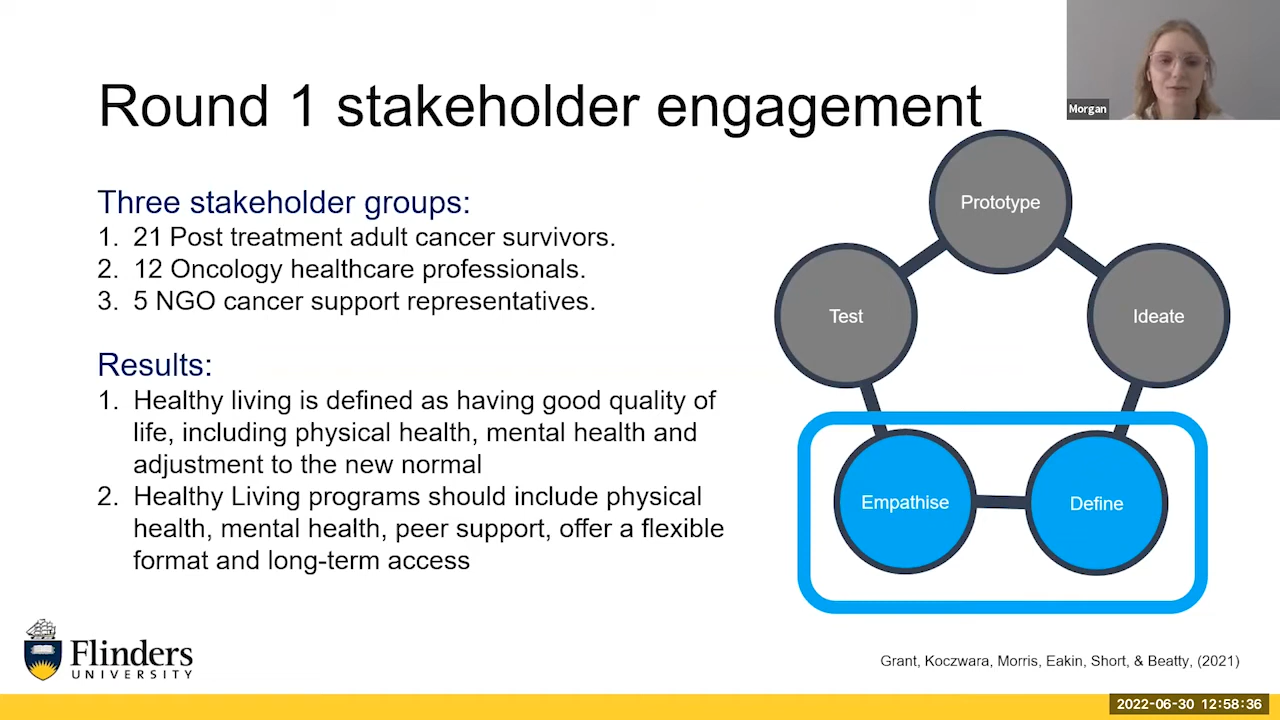 Round 1 stakeholder engagement
Morgan
Three stakeholder groups:
1. 21 Post treatment adult cancer survivors.
2. 12 Oncology healthcare professionals.
3. 5 NGO cancer support representatives.
Results:
1. Healthy living is defined as having good quality of
life, including physical health, mental health and
adjustment to the new normal
2. Healthy Living programs should include physical
health, mental health, peer support, offer a flexible
format and long-term access
Prototype
Test
Ideate
Empathise
Define
Flinders
UNIVERSITY
Grant, Koczwara, Morris, Eakin, Short, & Beatty, (2021)
2022-06-30 12:58:36